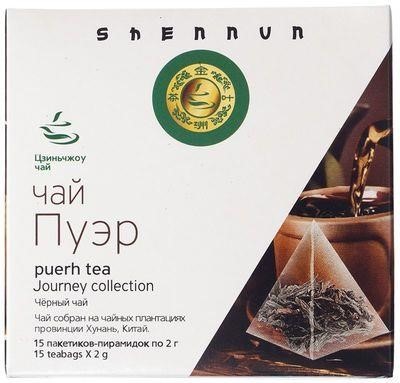 SHENNUN
Цзиньчжоу
чай
чай
Пуэр
puerh tea
Journey collection
Чёрный чай
Чай собран на чайных плантациях
провинции Хунань, Китай.
15 пакетиков-пирамидок по 2 г
15 teabags X 2 g